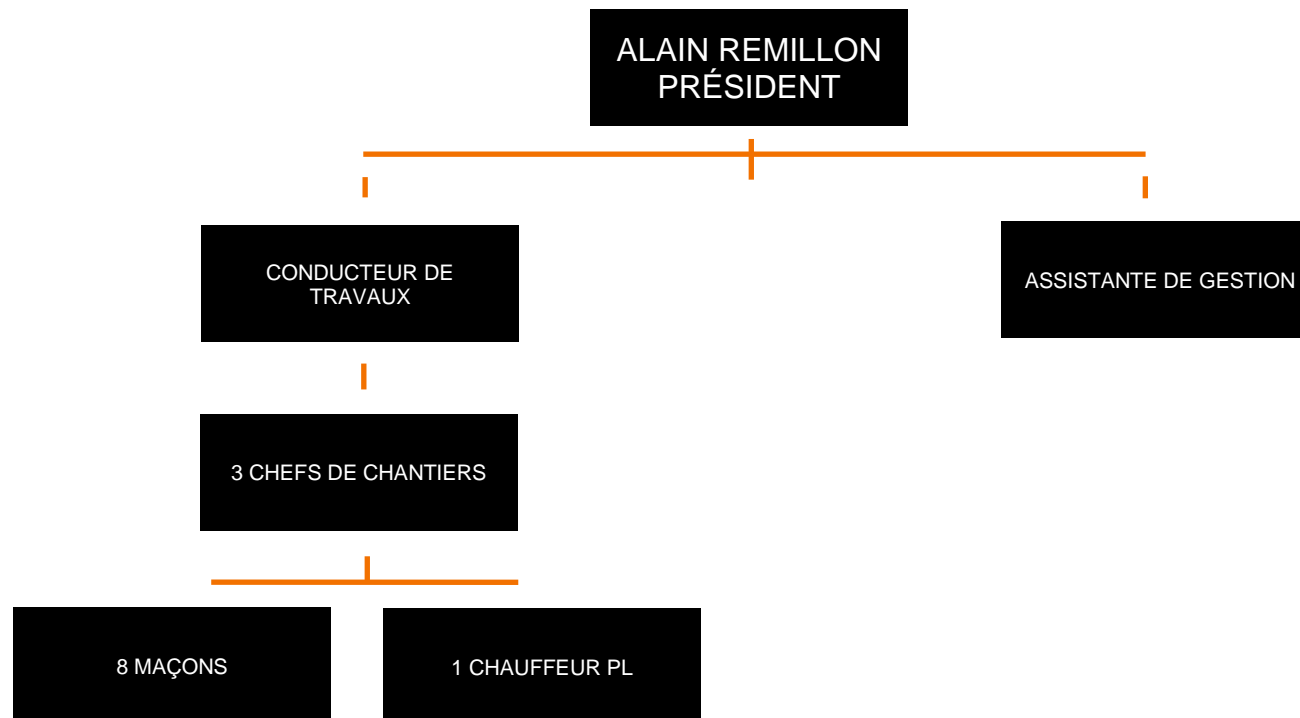 ALAIN REMILLON
PRÉSIDENT
CONDUCTEUR DE
TRAVAUX
ASSISTANTE DE GESTION
3 CHEFS DE CHANTIERS
8 MAÇONS
1 CHAUFFEUR PL